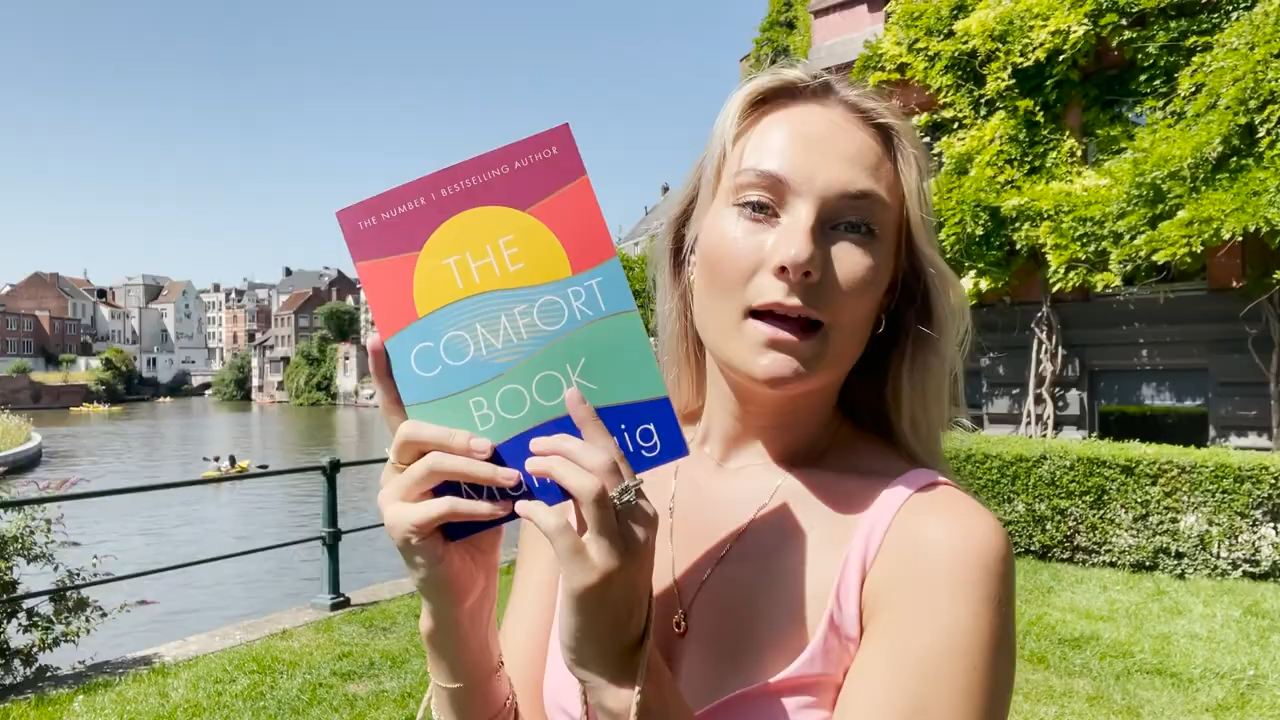 THE NUMBER 1 BESTSELLING AUTHOR
THE
COMFORT
BOOK